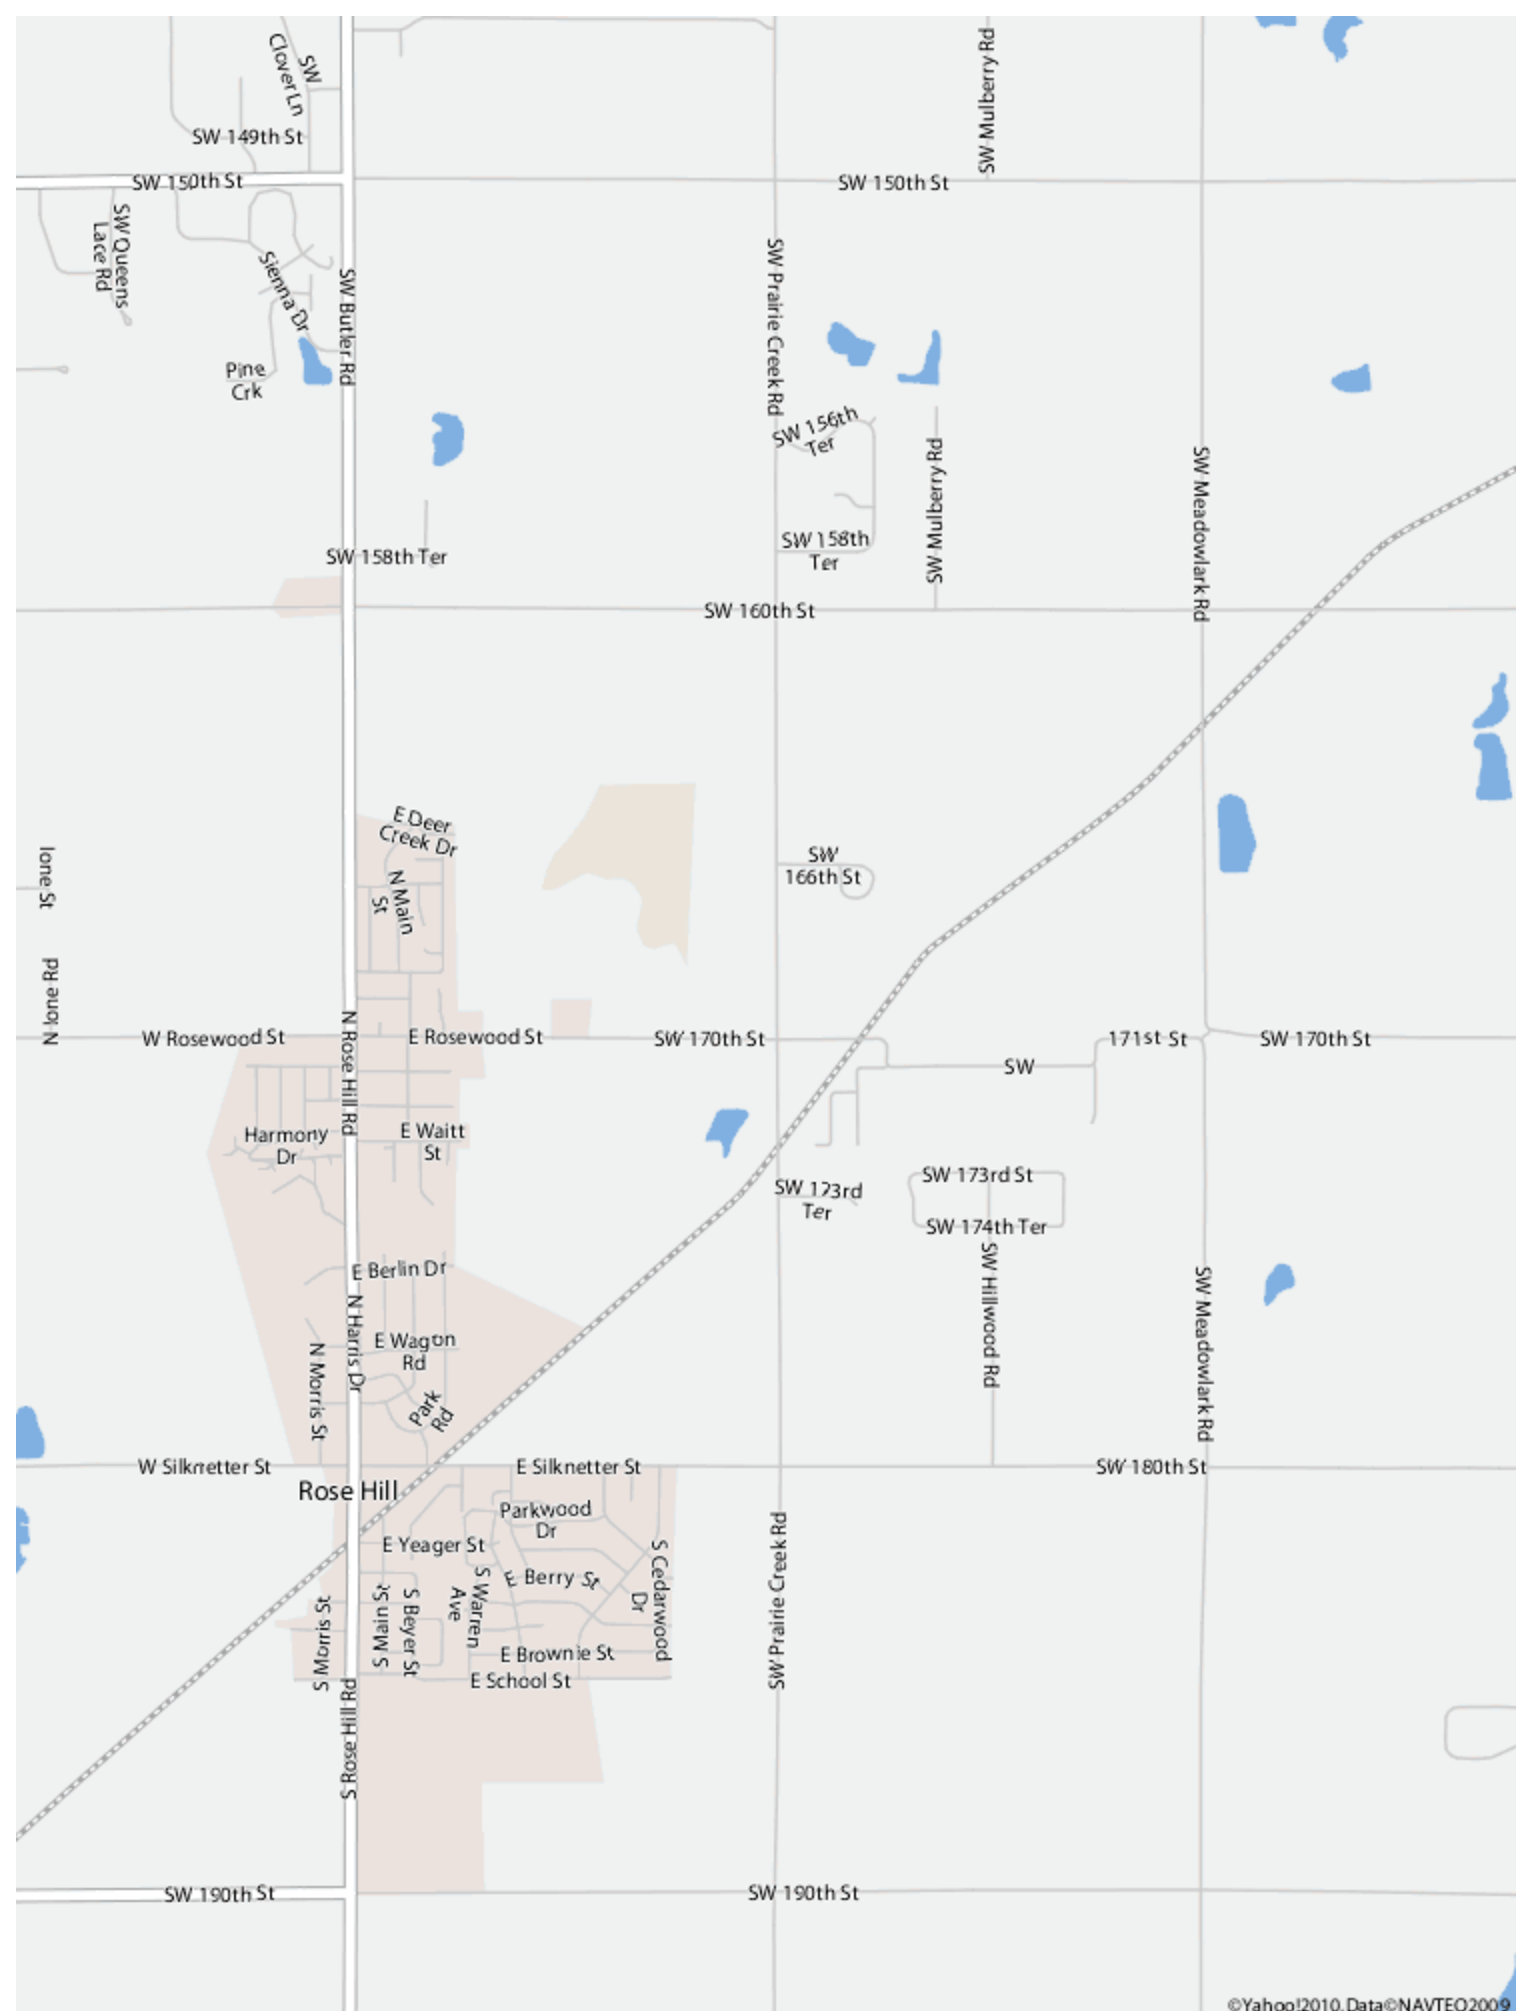 SW
Clover Ln
SW Mulberry Rd
SW 149th St
SW 150th St
SW 150th St
SW Queens
Lace Rd
Sienna Dr
SW Butler Rd
SW Prairie Creek Rd
Pine
Crk
SW 156th
Ter
SW Mulberry Rd
SW Meadowlark Rd
SW 158th
Ter
SW 158th Ter
SW 160th St
E Deer
Creek Dr
SW
166th St
Ione St
N Main
St
N Ione Rd
W Rosewood St
N Rose Hill Rd
E Rosewood St
SW 170th St
171st St
SW 170th St
SW
Harmony
Dr
E Waitt
St
SW 173rd St
SW 173rd
Ter
SW 174th Ter
E Berlin Dr
SW Hillwood Rd
SW Meadowlark Rd
N Harris Dr
N Morris St
E Wagon
Rd
Park
Rd
W Silknetter St
E Silknetter St
SW 180th St
Rose Hill
Parkwood
Dr
E Yeager St
SW Prairie Creek Rd
S Cedarwood
Dr
E Berry St
S Warren
Ave
S Morris St
S Main St
S Beyer St
E Brownie St
E School St
S Rose Hill Rd
SW 190th St
SW 190th St
©Yahoo!2010, Data©NAVTEQ2009